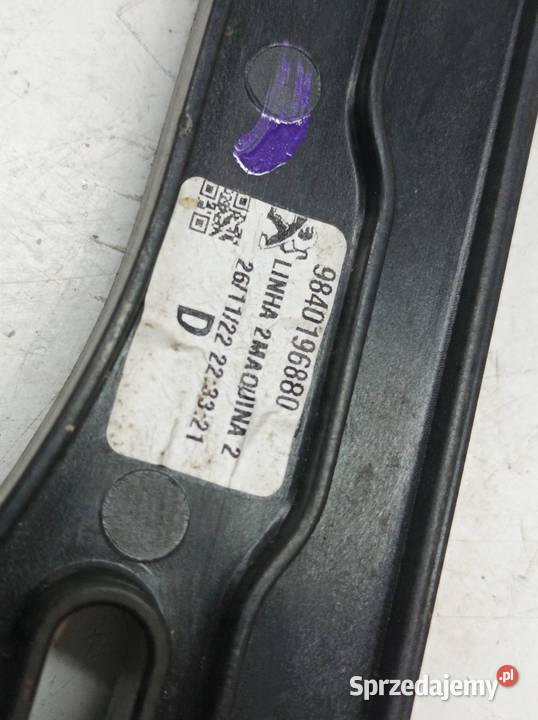 9840196880
LINHA 2MAQUINA 2
26/11/22 22:33:21
D
Sprzedajemy.pl